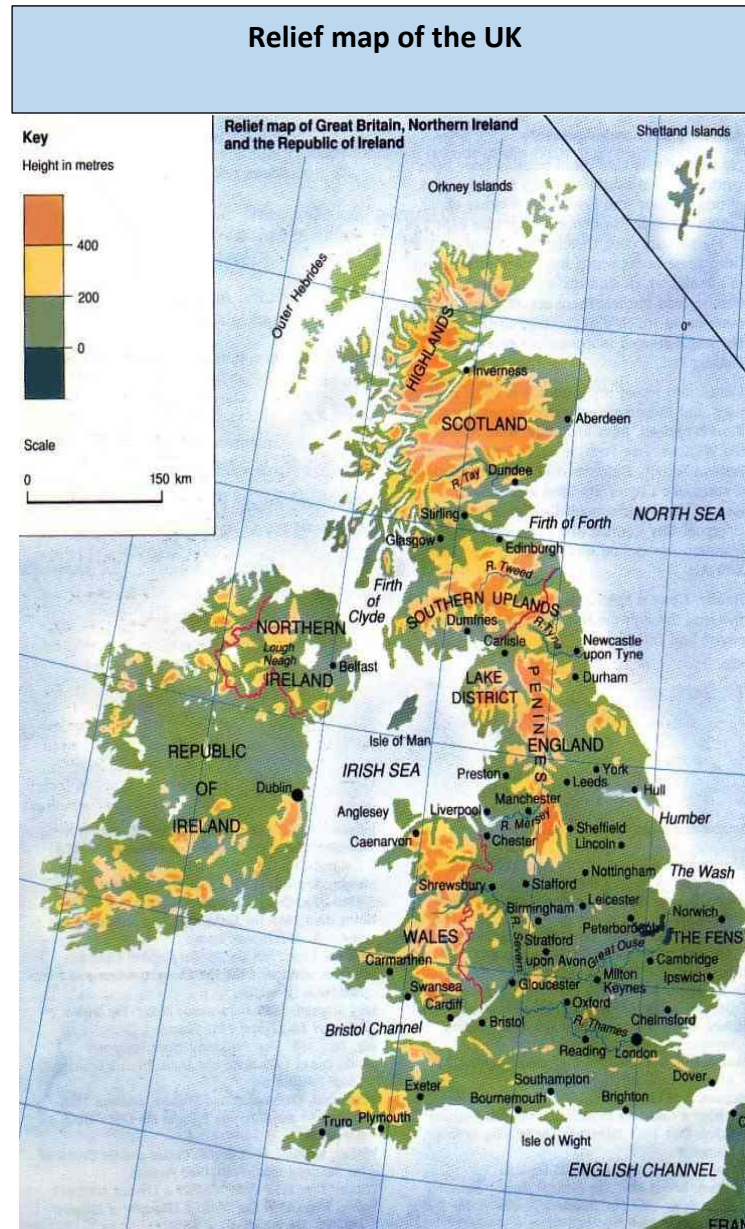 Relief map of the UK
Key
Height in metres
400
200
0
Scale
0 150 km
Relief map of Great Britain, Northern Ireland
and the Republic of Ireland
Shetland Islands
Orkney Islands
0°
Outer Hebrides
HIGHLANDS
Inverness
SCOTLAND
Aberdeen
R. Tay
Dundee
Stirling
NORTH SEA
Firth of Forth
Glasgow
Edinburgh
R. Tweed
Firth
of
Clyde
SOUTHERN UPLANDS
Dumfries
R. Tyne
Carlisle
Newcastle
upon Tyne
NORTHERN
Lough
Neagh
Belfast
IRELAND
Durham
LAKE
DISTRICT
PENINES
Isle of Man
ENGLAND
REPUBLIC
OF
IRELAND
Dublin
IRISH SEA
Preston
York
Leeds
Hull
Anglesey
Liverpool
Manchester
R. Mersey
Humber
Caenarvon
Chester
Sheffield
Lincoln
Nottingham
The Wash
Shrewsbury
Stafford
Leicester
Birmingham
Peterborough
Norwich
WALES
R. Severn
Stratford
upon Avon
Great Ouse
THE FENS
Cambridge
Carmarthen
Milton
Keynes
Ipswich
Swansea
Gloucester
Oxford
Cardiff
Chelmsford
Bristol Channel
Bristol
R. Thames
Reading
London
Exeter
Southampton
Dover
Truro
Plymouth
Bournemouth
Brighton
Isle of Wight
ENGLISH CHANNEL